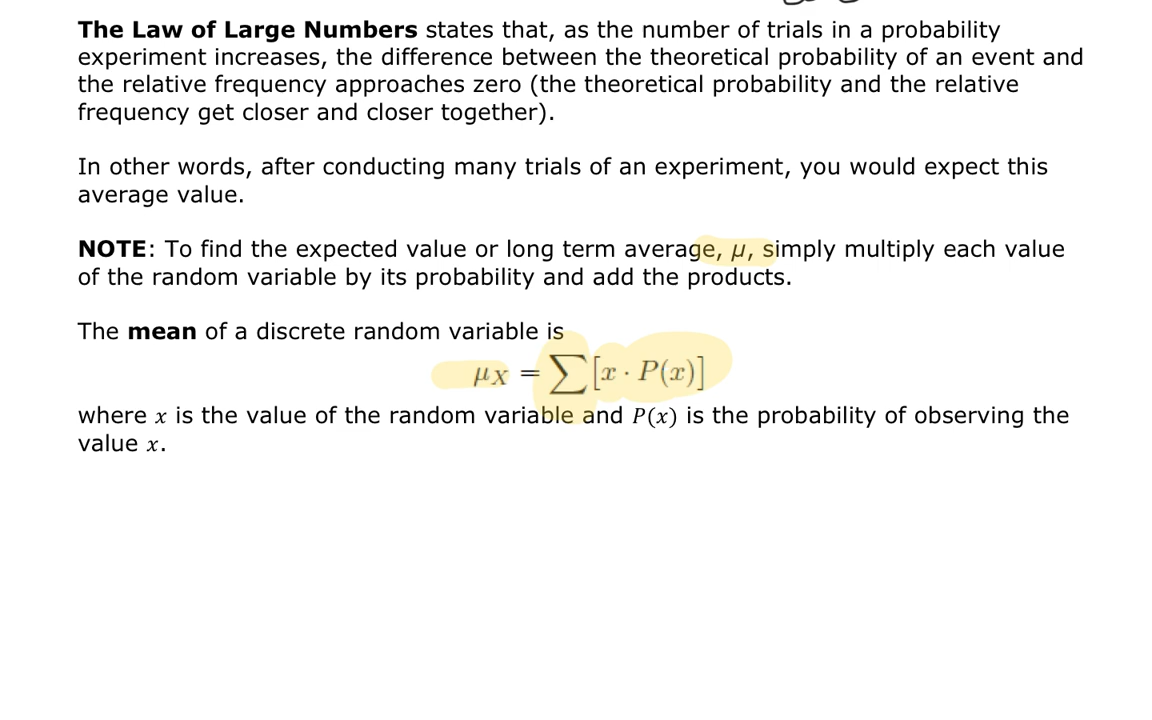 The Law of Large Numbers states that, as the number of trials in a probability
experiment increases, the difference between the theoretical probability of an event and
the relative frequency approaches zero (the theoretical probability and the relative
frequency get closer and closer together).
In other words, after conducting many trials of an experiment, you would expect this
average value.
NOTE: To find the expected value or long term average, μ, simply multiply each value
of the random variable by its probability and add the products.
The mean of a discrete random variable is
μX = ∑[x · P(x)]
where x is the value of the random variable and P(x) is the probability of observing the
value x.